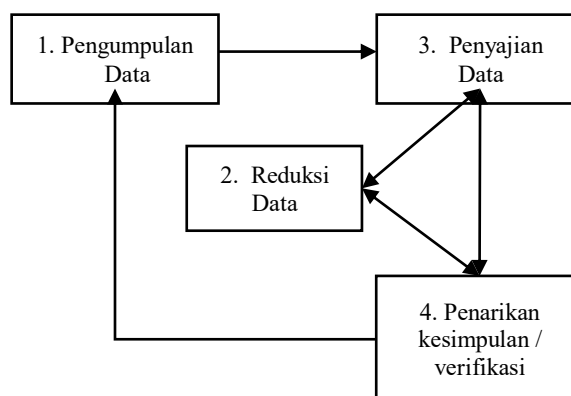 1. Pengumpulan
Data
3. Penyajian
Data
2. Reduksi
Data
4. Penarikan
kesimpulan /
verifikasi